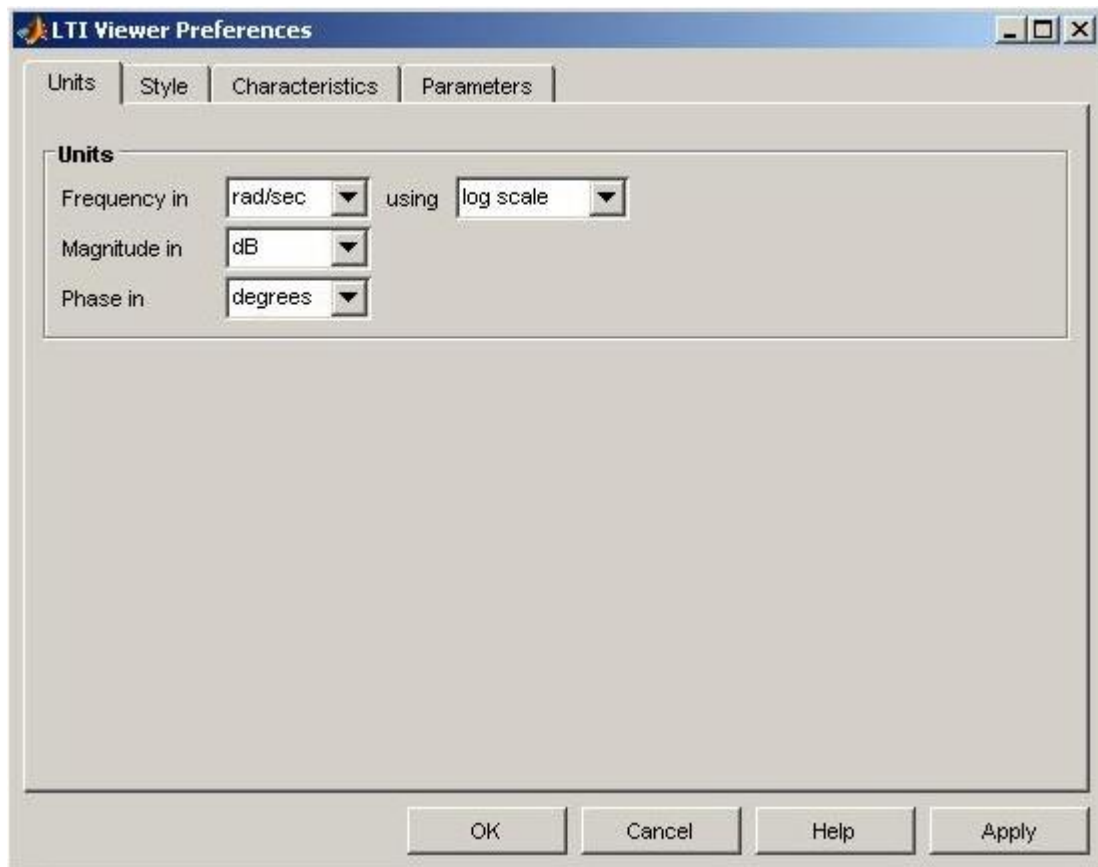 LTI Viewer Preferences
Units Style Characteristics Parameters
Units
Frequency in rad/sec using log scale
Magnitude in dB
Phase in degrees
OK Cancel Help Apply